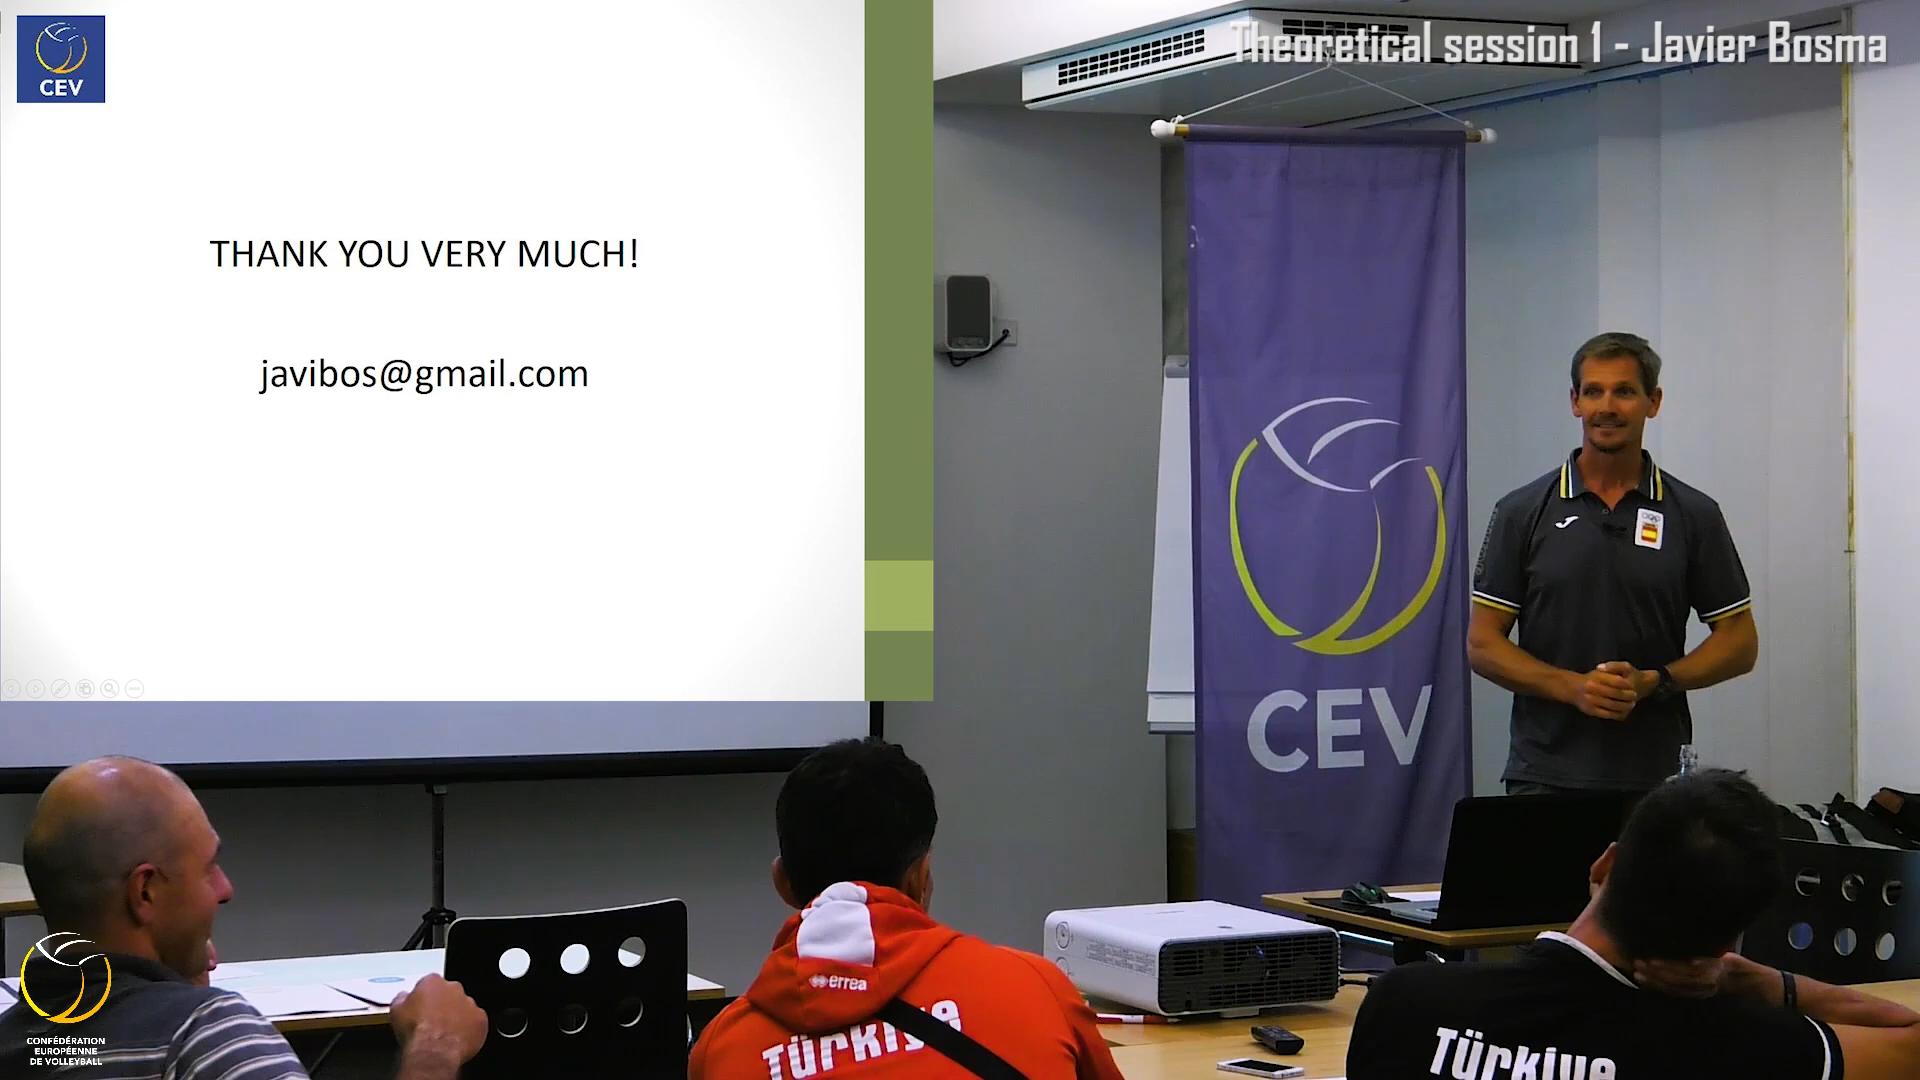 CEV
Theoretical session 1 - Javier Bosma
THANK YOU VERY MUCH!
javibos@gmail.com
CEV
errea
Türkiye
Türkiye
CONFÉDÉRATION
EUROPÉENNE
DE VOLLEYBALL